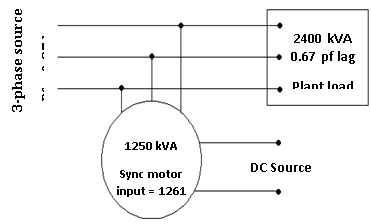 3-phase source
2400 kVA
0.67 pf lag
Plant load
1250 kVA
Sync motor
input = 1261
DC Source